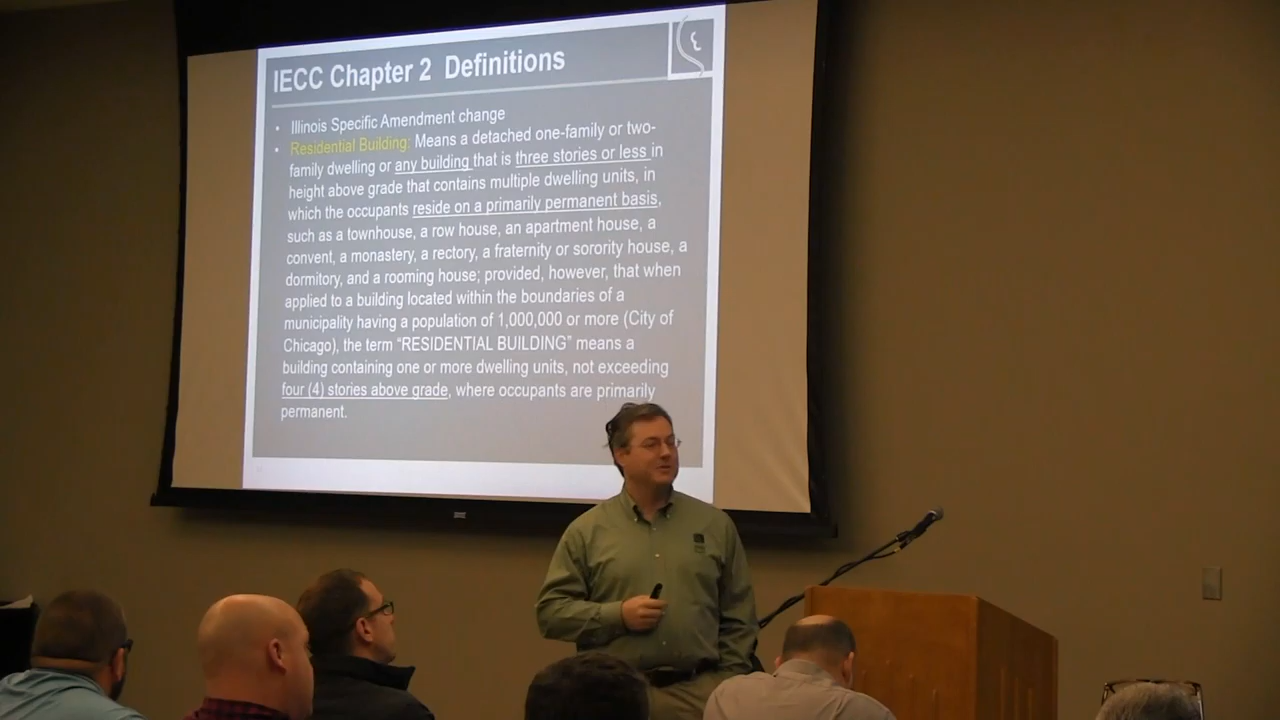 IECC Chapter 2 Definitions
• Illinois Specific Amendment change
• Residential Building: Means a detached one-family or two-
family dwelling or any building that is three stories or less in
height above grade that contains multiple dwelling units, in
which the occupants reside on a primarily permanent basis,
such as a townhouse, a row house, an apartment house, a
convent, a monastery, a rectory, a fraternity or sorority house, a
dormitory, and a rooming house; provided, however, that when
applied to a building located within the boundaries of a
municipality having a population of 1,000,000 or more (City of
Chicago), the term “RESIDENTIAL BUILDING” means a
building containing one or more dwelling units, not exceeding
four (4) stories above grade, where occupants are primarily
permanent.